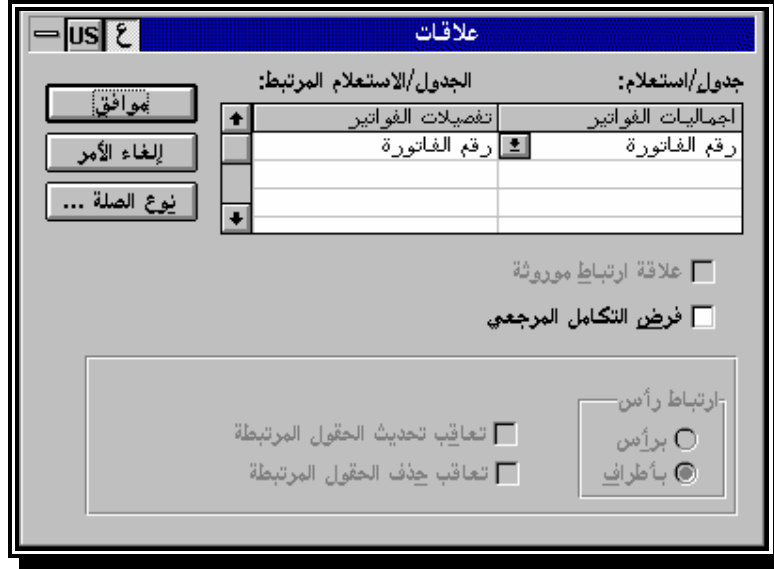 علاقات
ع US
جدول/استعلام: الجدول/الاستعلام المرتبط:
اجماليات الفواتير تفصيلات الفواتير
رقم الفاتورة رقم الفاتورة
موافق
إلغاء الأمر
نوع الصلة ...
علاقة ارتباط موروثة
فرض التكامل المرجعي
ارتباط رأس
برأس
بأطراف
تعاقب تحديث الحقول المرتبطة
تعاقب حذف الحقول المرتبطة